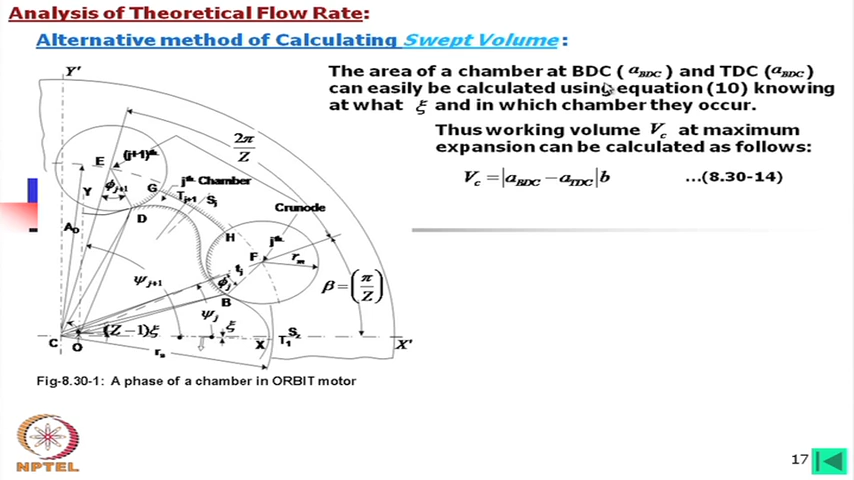 Analysis of Theoretical Flow Rate:
Alternative method of Calculating Swept Volume:
The area of a chamber at BDC ( a_BDC ) and TDC (a_BDC )
can easily be calculated using equation (10) knowing
at what ξ and in which chamber they occur.
Thus working volume V_c at maximum
expansion can be calculated as follows:
V_c = |a_BDC − a_TDC| b ...(8.30-14)
Y'
2π/Z
E
(j+1)th.
φ_j+1
Y
G
jth. Chamber
T_j+1
S_j
Crunode
D
A_O
H
jth.
F
r_m
t_j
φ_j
β = (π/Z)
B
ψ_j+1
ψ_j
ξ
(Z−1)ξ
C
O
X
T_1
S_z
X'
Fig-8.30-1: A phase of a chamber in ORBIT motor
NPTEL
17